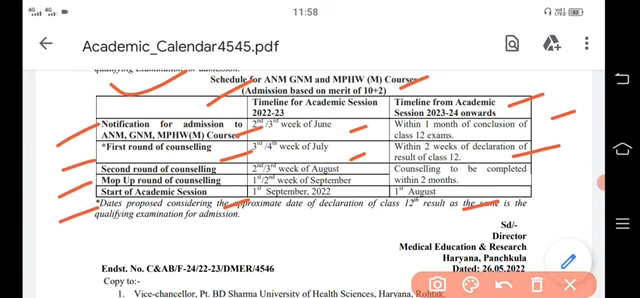 4G 4G 11:58
Academic_Calendar4545.pdf
qualifying examination for admission.
Schedule for ANM GNM and MPHW (M) Courses
(Admission based on merit of 10+2)
Timeline for Academic Session 2022-23
Timeline from Academic Session 2023-24 onwards
Notification for admission to ANM, GNM, MPHW(M) Course
2nd /3rd week of June
Within 1 month of conclusion of class 12 exams.
*First round of counselling
3rd /4th week of July
Within 2 weeks of declaration of result of class 12.
Second round of counselling
2nd/3rd week of August
Counselling to be completed within 2 months.
Mop Up round of counselling
1st/2nd week of September
Start of Academic Session
1st September, 2022
1st August
*Dates proposed considering the approximate date of declaration of class 12th result as the same is the
qualifying examination for admission.
Sd/-
Director
Medical Education & Research
Haryana, Panchkula
Endst. No. C&AB/F-24/22-23/DMER/4546 Dated: 26.05.2022
Copy to:-
1. Vice-chancellor, Pt. BD Sharma University of Health Sciences, Haryana, Rohtak.